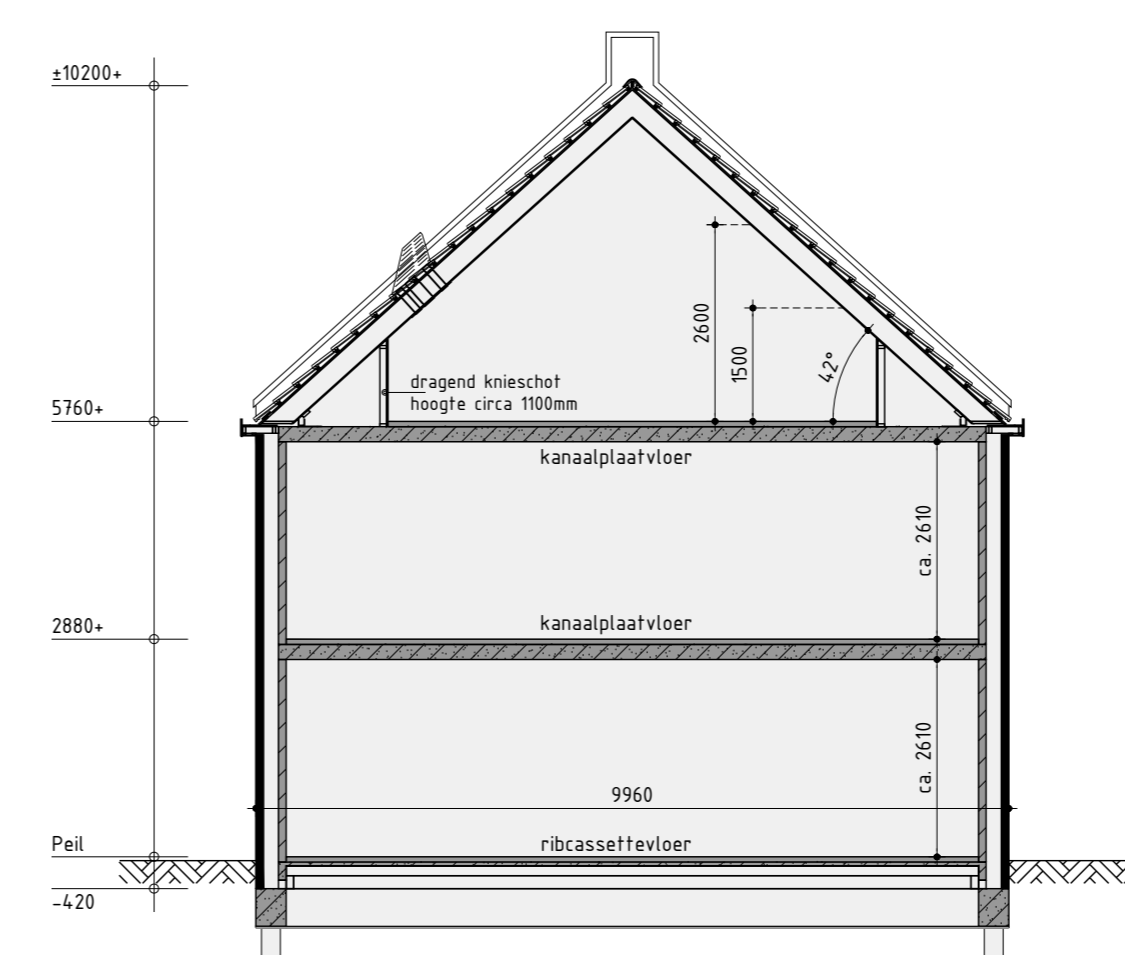 ±10200+
2600
1500
42°
dragend knieschot
hoogte circa 1100mm
5760+
kanaalplaatvloer
ca. 2610
2880+
kanaalplaatvloer
ca. 2610
9960
Peil
ribcassettevloer
-420